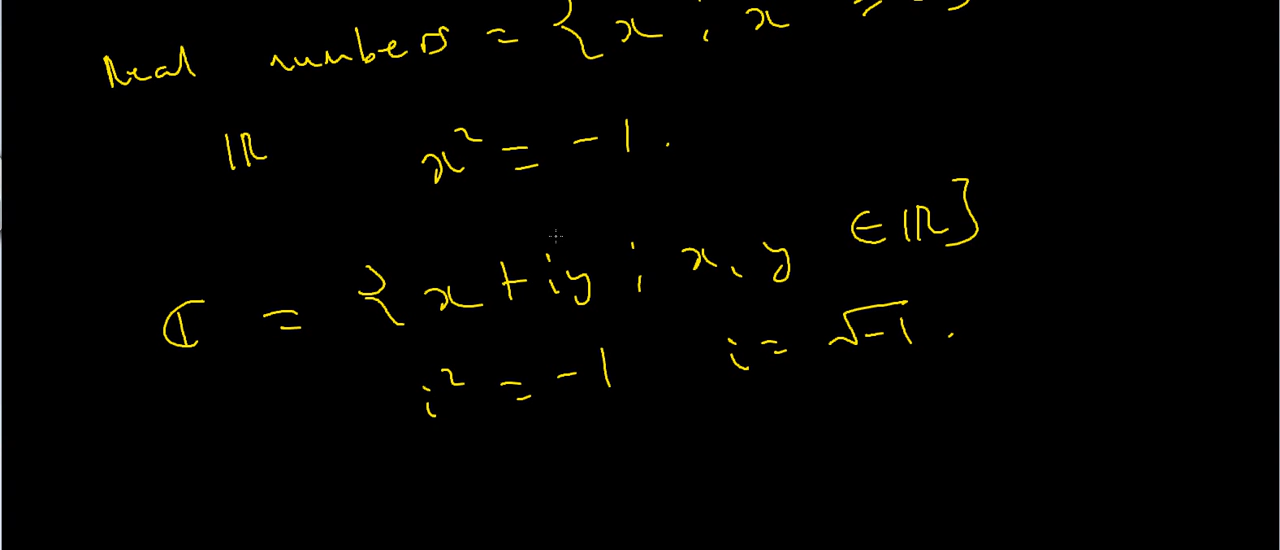 Real numbers = { x ; x
ℝ x² = -1.
ℂ = { x + iy ; x, y ∈ ℝ }
i² = -1 i = √-1.